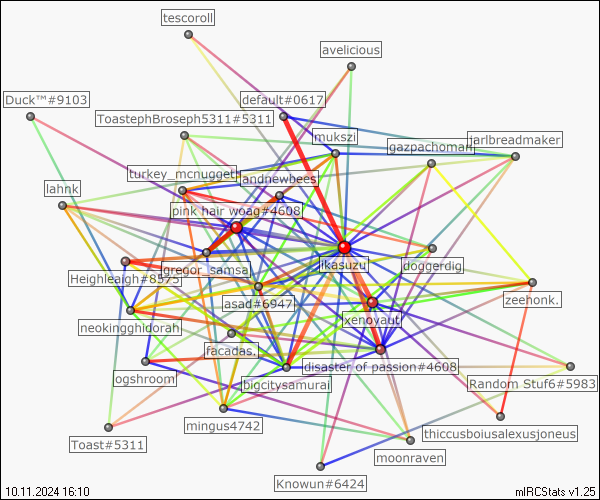 tescoroll
avelicious
Duck™#9103
default#0617
ToastephBroseph5311#5311
mukszi
gazpachoman
jarlbreadmaker
turkey_mcnugget
andnewbees
lahnk
pink hair woag#4608
gregor_samsa
ikasuzu
doggerdig
Heighleigh#8575
asad#6947
zeehonk.
neokingghidorah
xenovaut
facadas.
disaster of passion#4608
ogshroom
bigcitysamurai
Random Stuf6#5983
mingus4742
thiccusboiusalexusjoneus
Toast#5311
moonraven
Knowun#6424
10.11.2024 16:10
mIRCStats v1.25